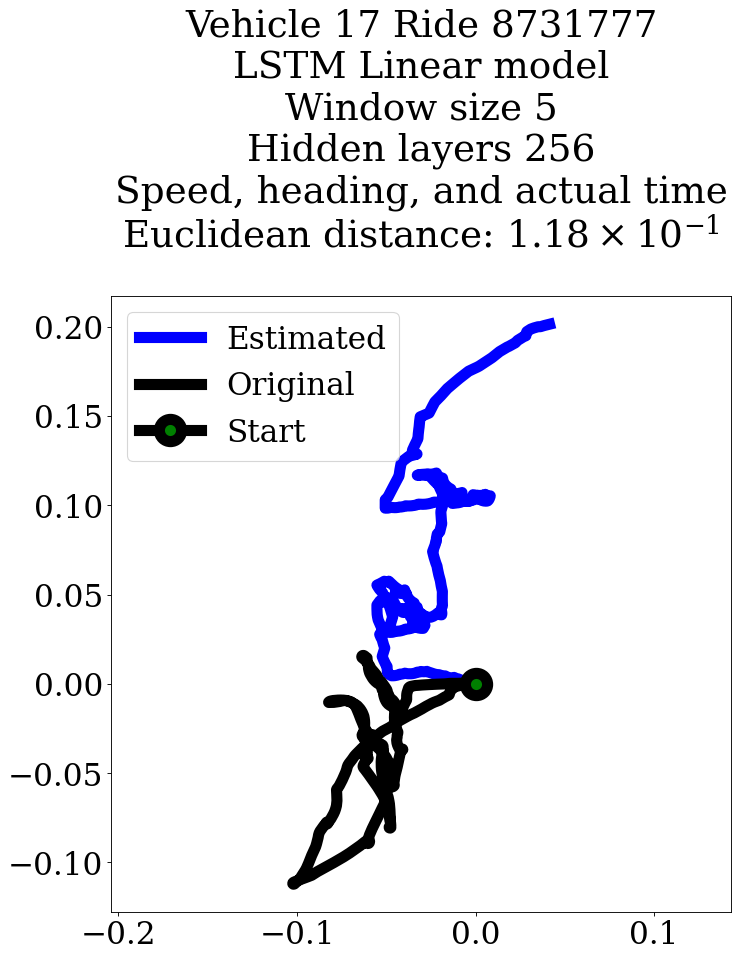 Vehicle 17 Ride 8731777
LSTM Linear model
Window size 5
Hidden layers 256
Speed, heading, and actual time
Euclidean distance: 1.18 × 10⁻¹
Estimated
Original
Start
0.20
0.15
0.10
0.05
0.00
−0.05
−0.10
−0.2
−0.1
0.0
0.1